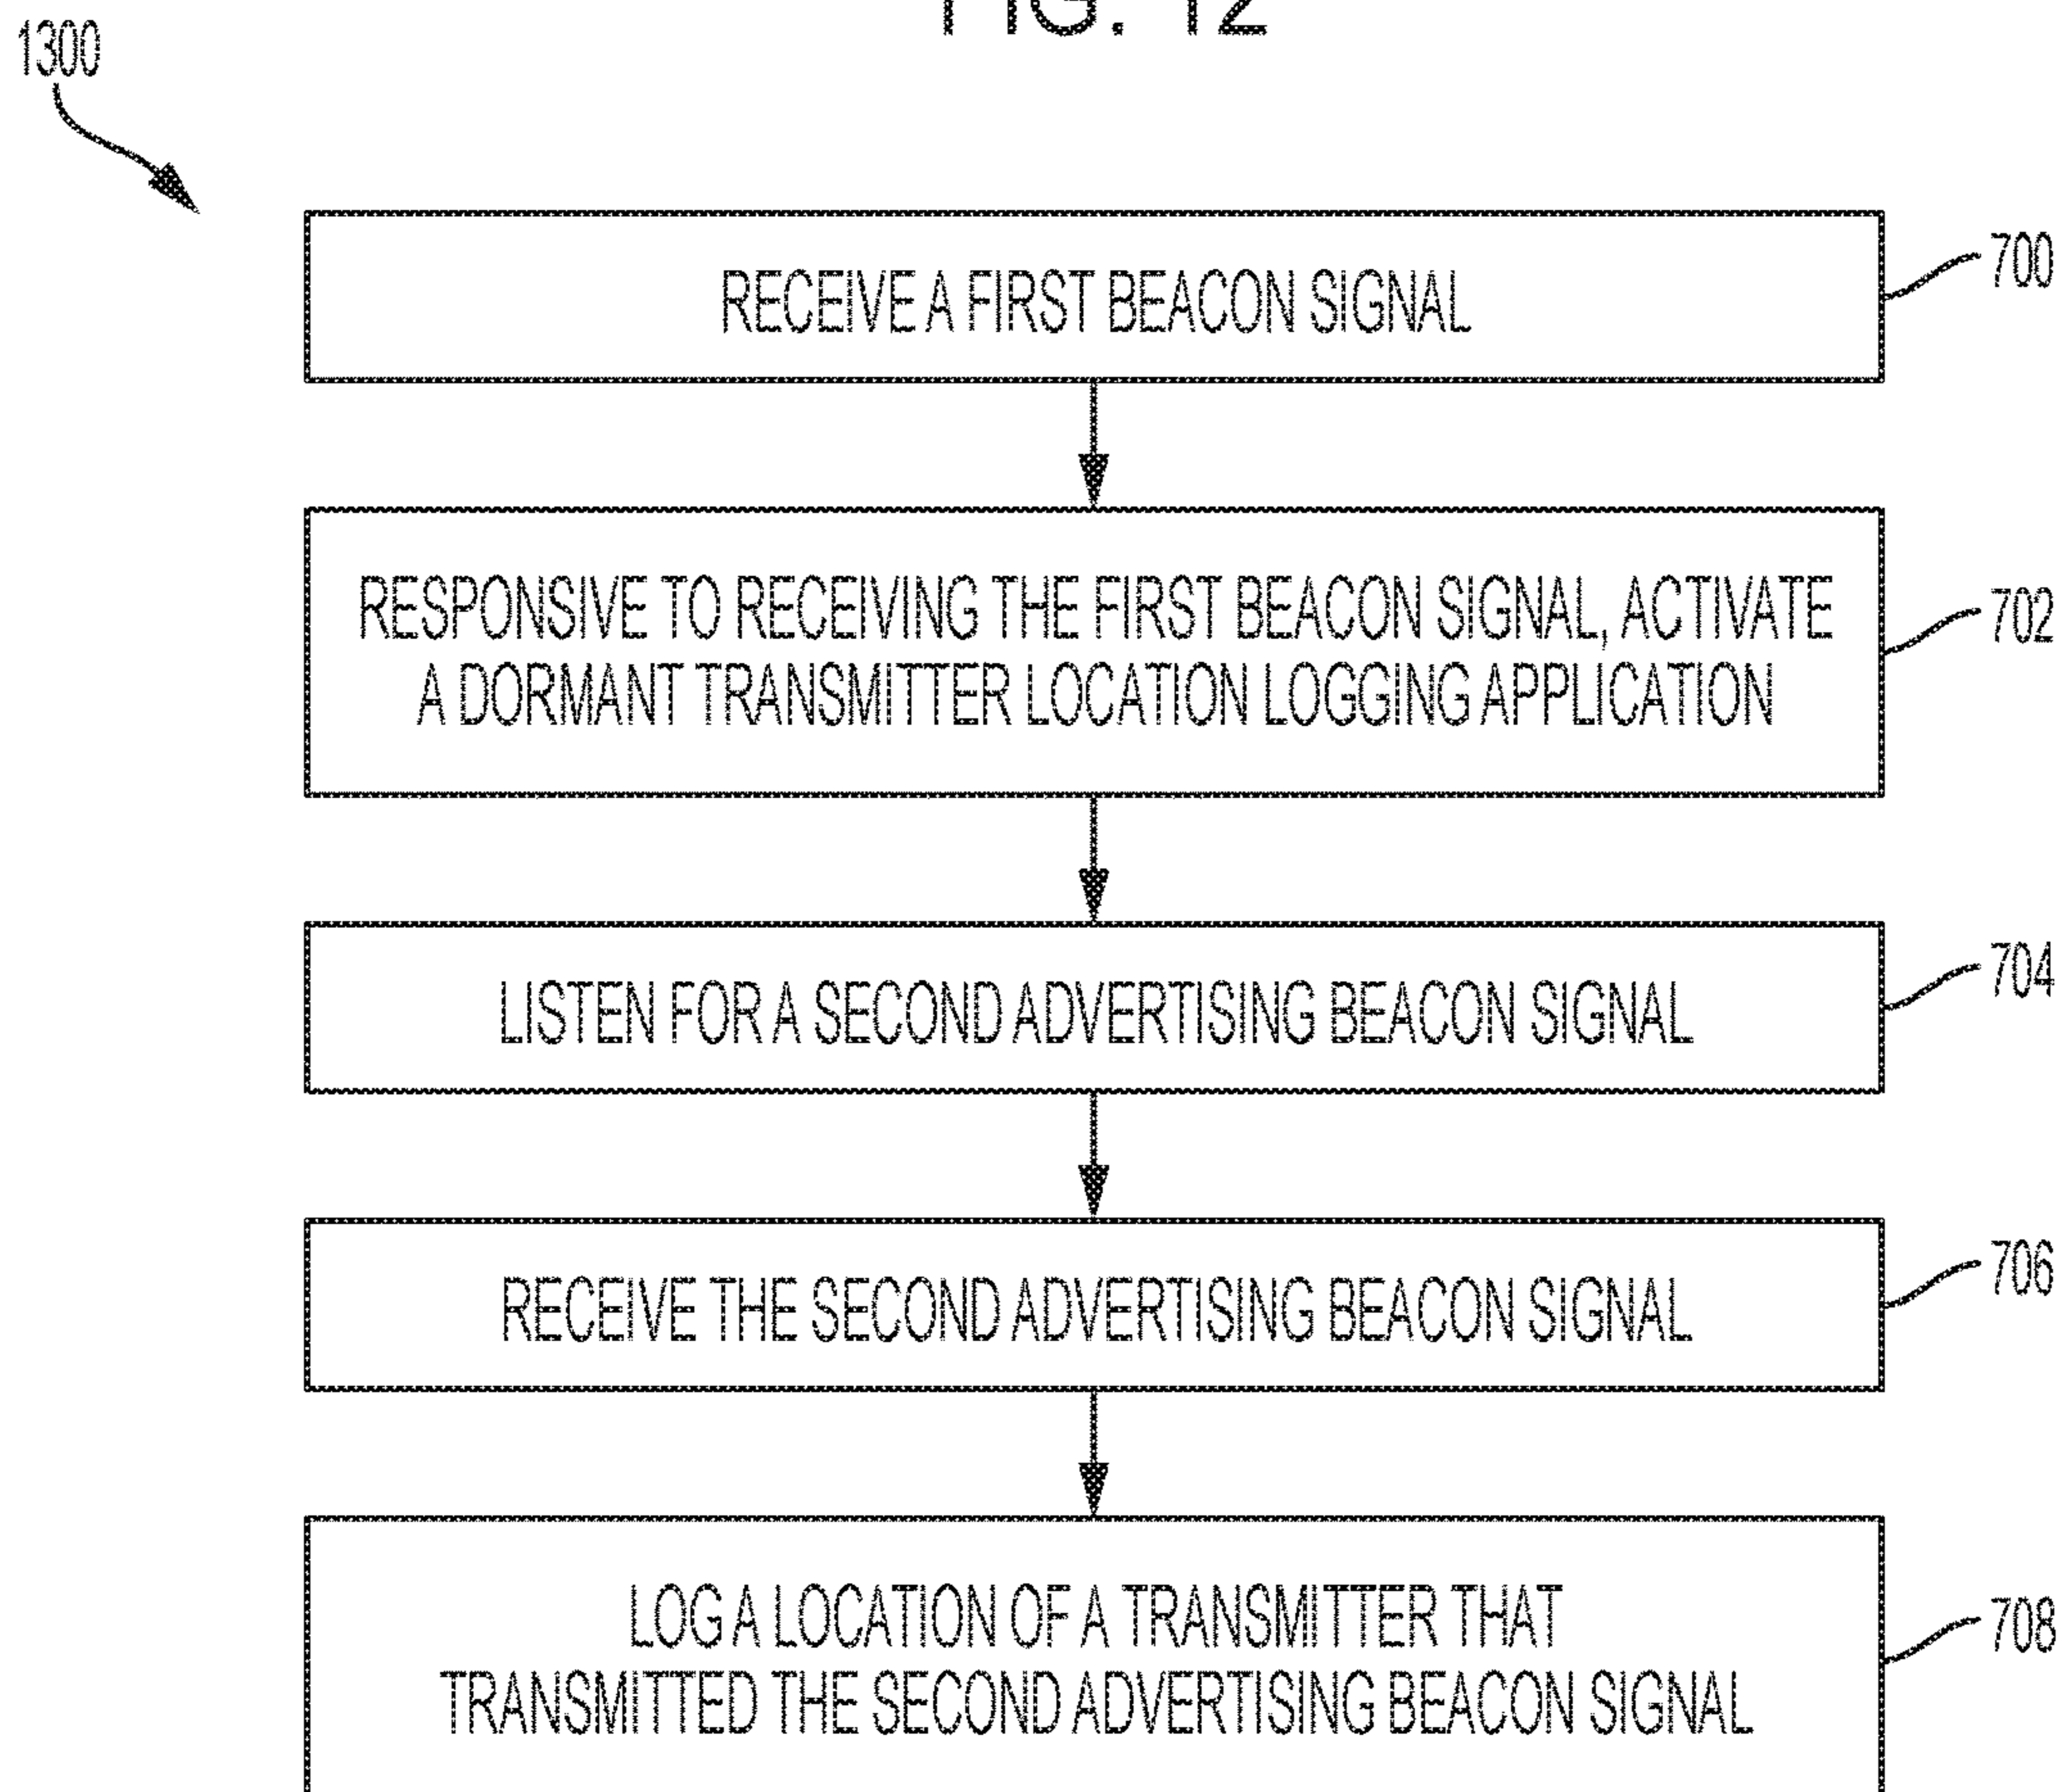 FIG. 12
1300
RECEIVE A FIRST BEACON SIGNAL
700
RESPONSIVE TO RECEIVING THE FIRST BEACON SIGNAL, ACTIVATE
A DORMANT TRANSMITTER LOCATION LOGGING APPLICATION
702
LISTEN FOR A SECOND ADVERTISING BEACON SIGNAL
704
RECEIVE THE SECOND ADVERTISING BEACON SIGNAL
706
LOG A LOCATION OF A TRANSMITTER THAT
TRANSMITTED THE SECOND ADVERTISING BEACON SIGNAL
708